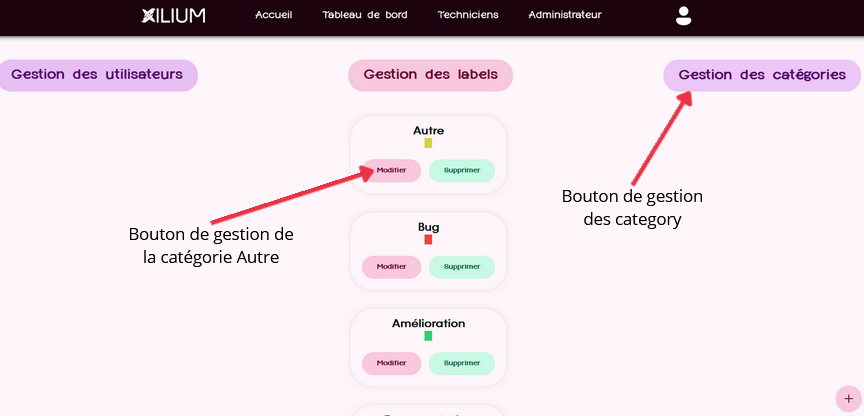 XILIUM Accueil Tableau de bord Techniciens Administrateur
Gestion des utilisateurs Gestion des labels Gestion des catégories
Autre
Modifier Supprimer
Bouton de gestion
des category
Bouton de gestion de
la catégorie Autre
Bug
Modifier Supprimer
Amélioration
Modifier Supprimer
+